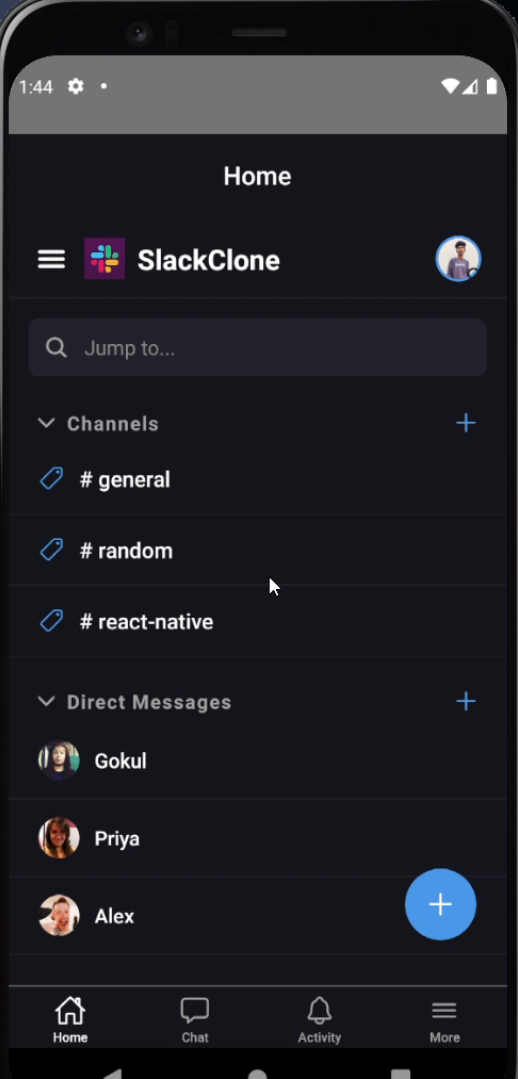 1:44
Home
SlackClone
Jump to...
Channels
# general
# random
# react-native
Direct Messages
Gokul
Priya
Alex
Home
Chat
Activity
More